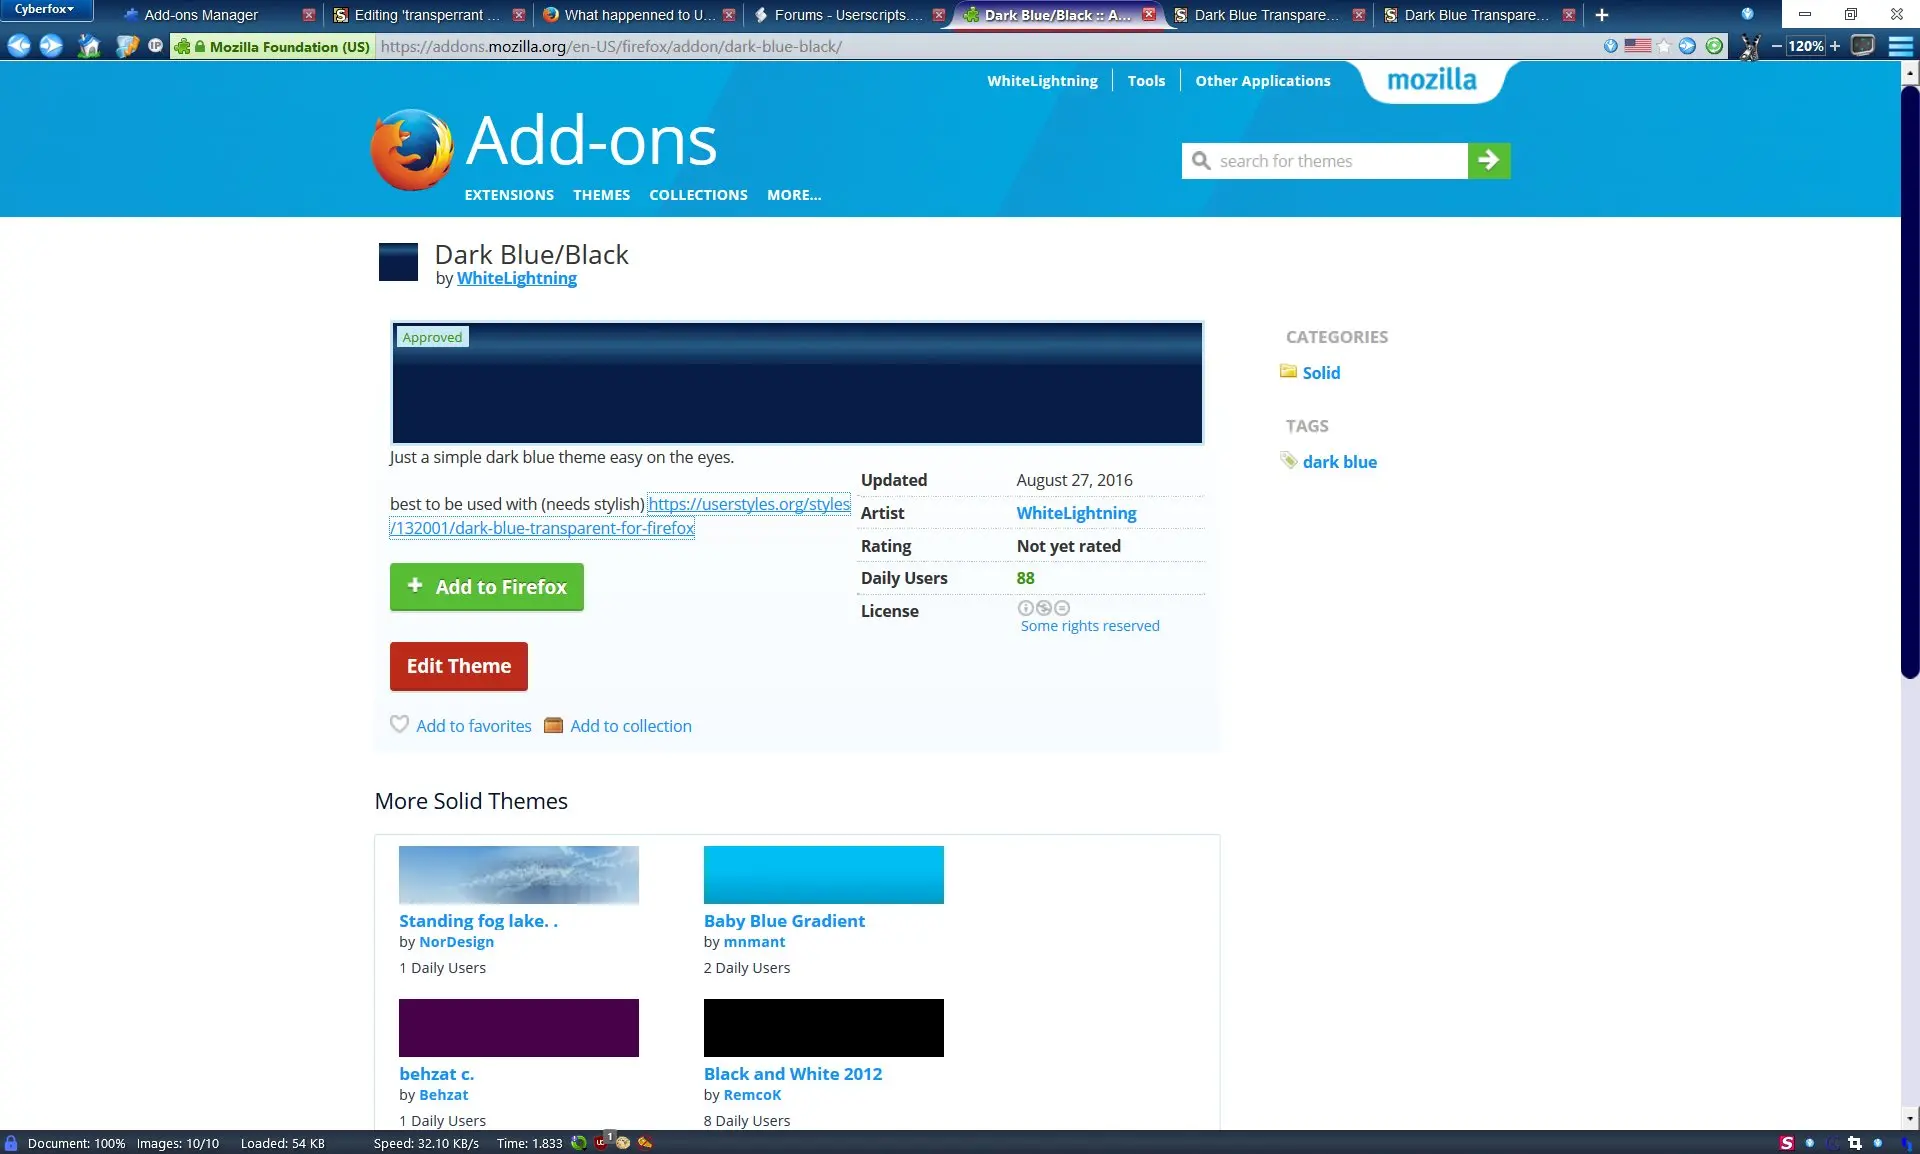 Cyberfox
Add-ons Manager
Editing 'transperrant ...
What happenned to U...
Forums - Userscripts....
Dark Blue/Black :: A...
Dark Blue Transpare...
Dark Blue Transpare...
IP
Mozilla Foundation (US)
https://addons.mozilla.org/en-US/firefox/addon/dark-blue-black/
120%
WhiteLightning
Tools
Other Applications
mozilla
Add-ons
search for themes
EXTENSIONS THEMES COLLECTIONS MORE...
Dark Blue/Black
by WhiteLightning
Approved
Just a simple dark blue theme easy on the eyes.
best to be used with (needs stylish) https://userstyles.org/styles
/132001/dark-blue-transparent-for-firefox
+ Add to Firefox
Edit Theme
Add to favorites
Add to collection
Updated August 27, 2016
Artist WhiteLightning
Rating Not yet rated
Daily Users 88
License
Some rights reserved
CATEGORIES
Solid
TAGS
dark blue
More Solid Themes
Standing fog lake. .
by NorDesign
1 Daily Users
Baby Blue Gradient
by mnmant
2 Daily Users
behzat c.
by Behzat
1 Daily Users
Black and White 2012
by RemcoK
8 Daily Users
Document: 100% Images: 10/10 Loaded: 54 KB Speed: 32.10 KB/s Time: 1.833
1
S